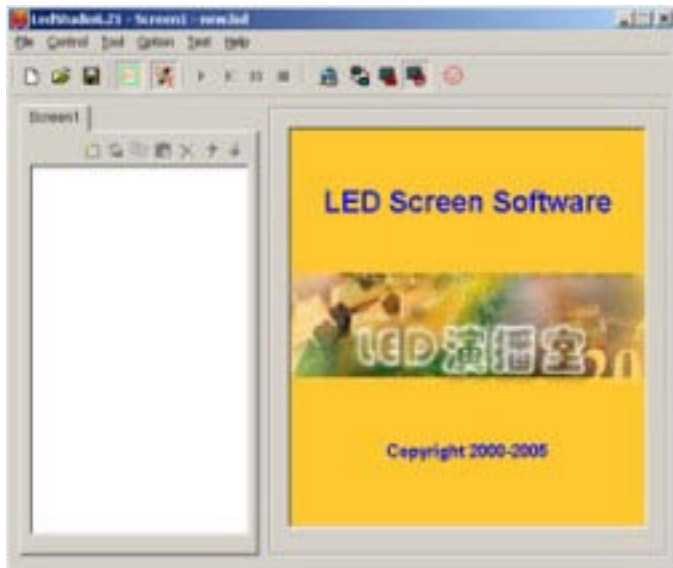 LedStudio6.21 - Screen1 - new.led
File Control Tool Option Test Help
Screen1
LED Screen Software
LED演播室
Copyright 2000-2005